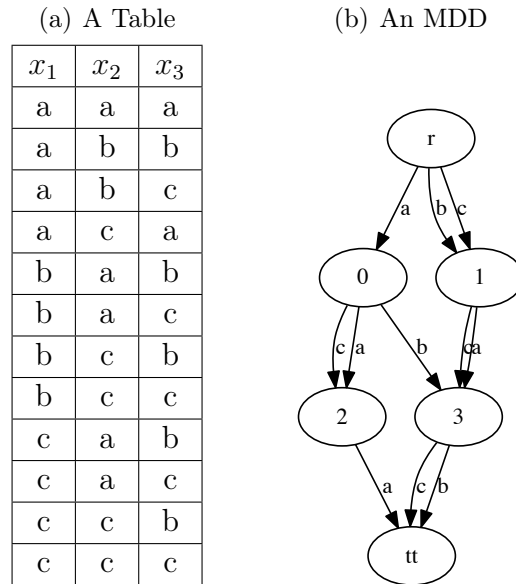 (a) A Table
x₁ x₂ x₃
a a a
a b b
a b c
a c a
b a b
b a c
b c b
b c c
c a b
c a c
c c b
c c c
(b) An MDD
r
a b c
0 1
c a b c a
2 3
a c b
tt